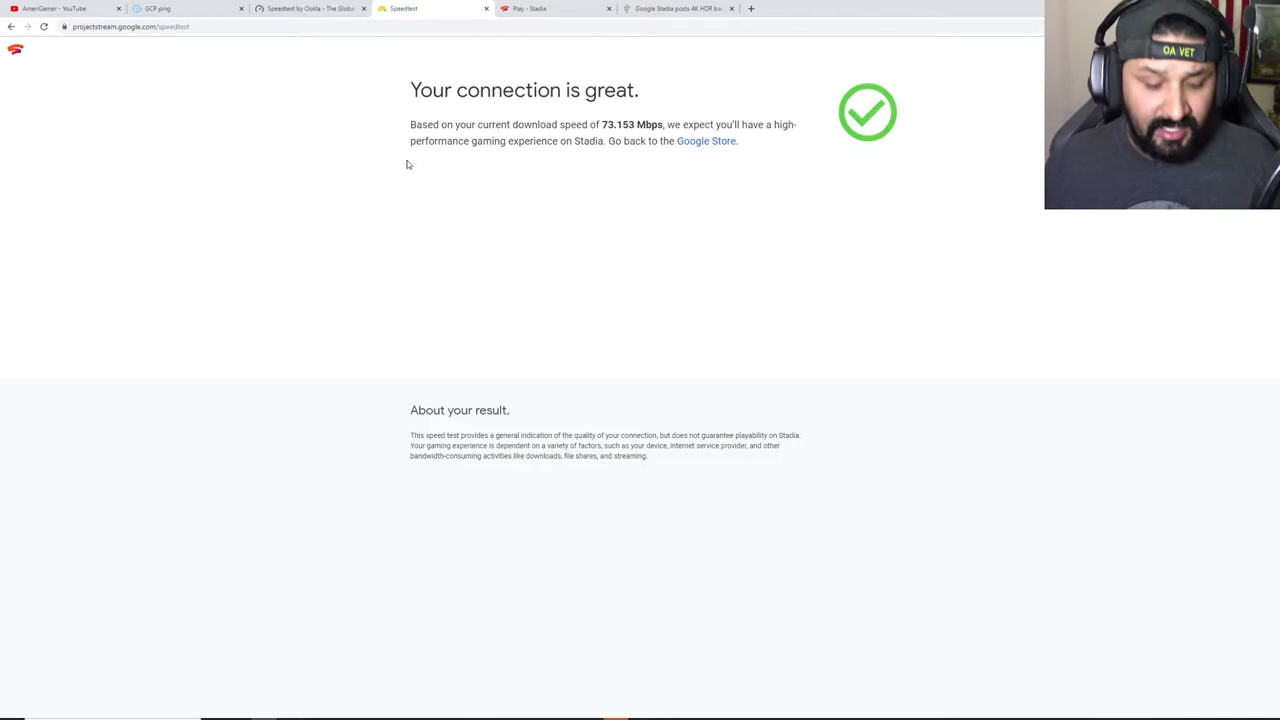 AmeriGamer - YouTube
GCP ping
Speedtest by Ookla - The Global
Speedtest
Play - Stadia
Google Stadia posts 4K HDR ba
projectstream.google.com/speedtest
OA VET
Your connection is great.
Based on your current download speed of 73.153 Mbps, we expect you'll have a high-
performance gaming experience on Stadia. Go back to the Google Store.
About your result.
This speed test provides a general indication of the quality of your connection, but does not guarantee playability on Stadia.
Your gaming experience is dependent on a variety of factors, such as your device, internet service provider, and other
bandwidth-consuming activities like downloads, file shares, and streaming.